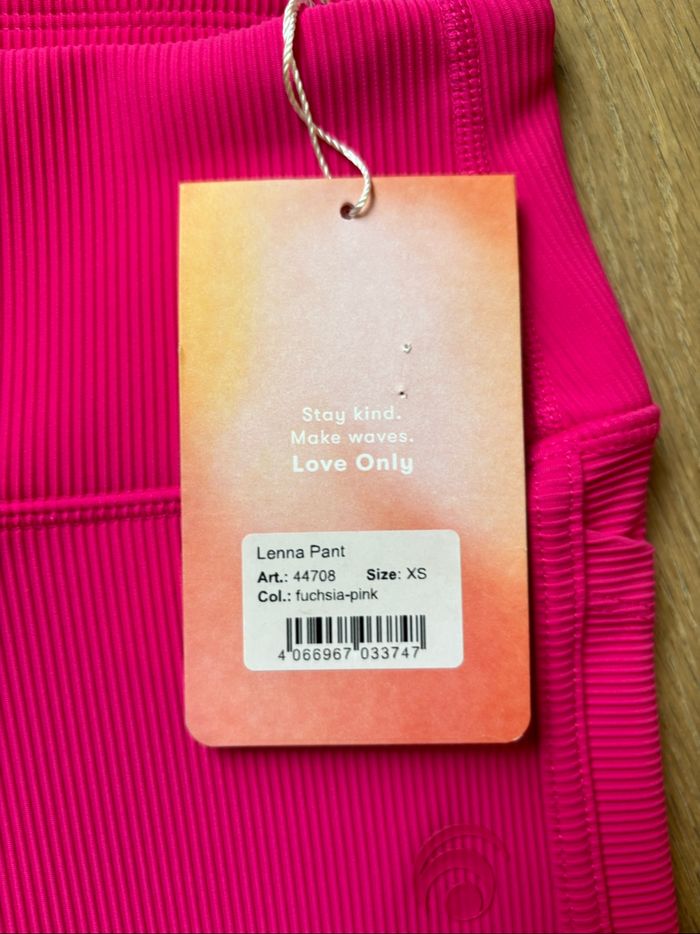 Stay kind.
Make waves.
Love Only
Lenna Pant
Art.: 44708 Size: XS
Col.: fuchsia-pink
4 066967 033747